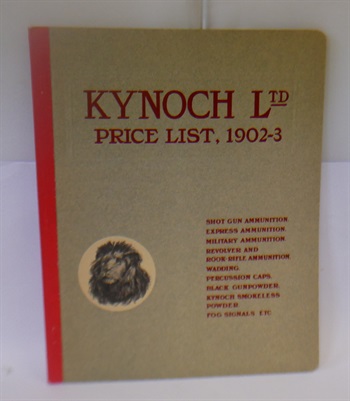 KYNOCH LTD
PRICE LIST, 1902-3
SHOT GUN AMMUNITION.
EXPRESS AMMUNITION.
MILITARY AMMUNITION.
REVOLVER AND
ROOK-RIFLE AMMUNITION
WADDING.
PERCUSSION CAPS.
BLACK GUNPOWDER.
KYNOCH SMOKELESS
POWDER
FOG SIGNALS ETC